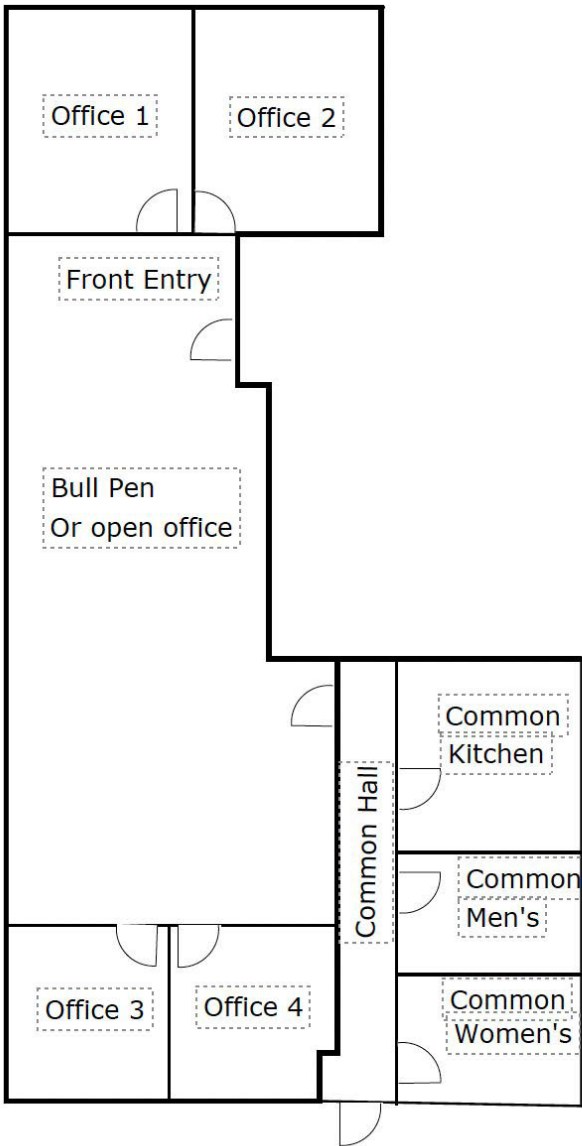 Office 1
Office 2
Front Entry
Bull Pen
Or open office
Common
Kitchen
Common Hall
Common
Men's
Common
Women's
Office 3
Office 4